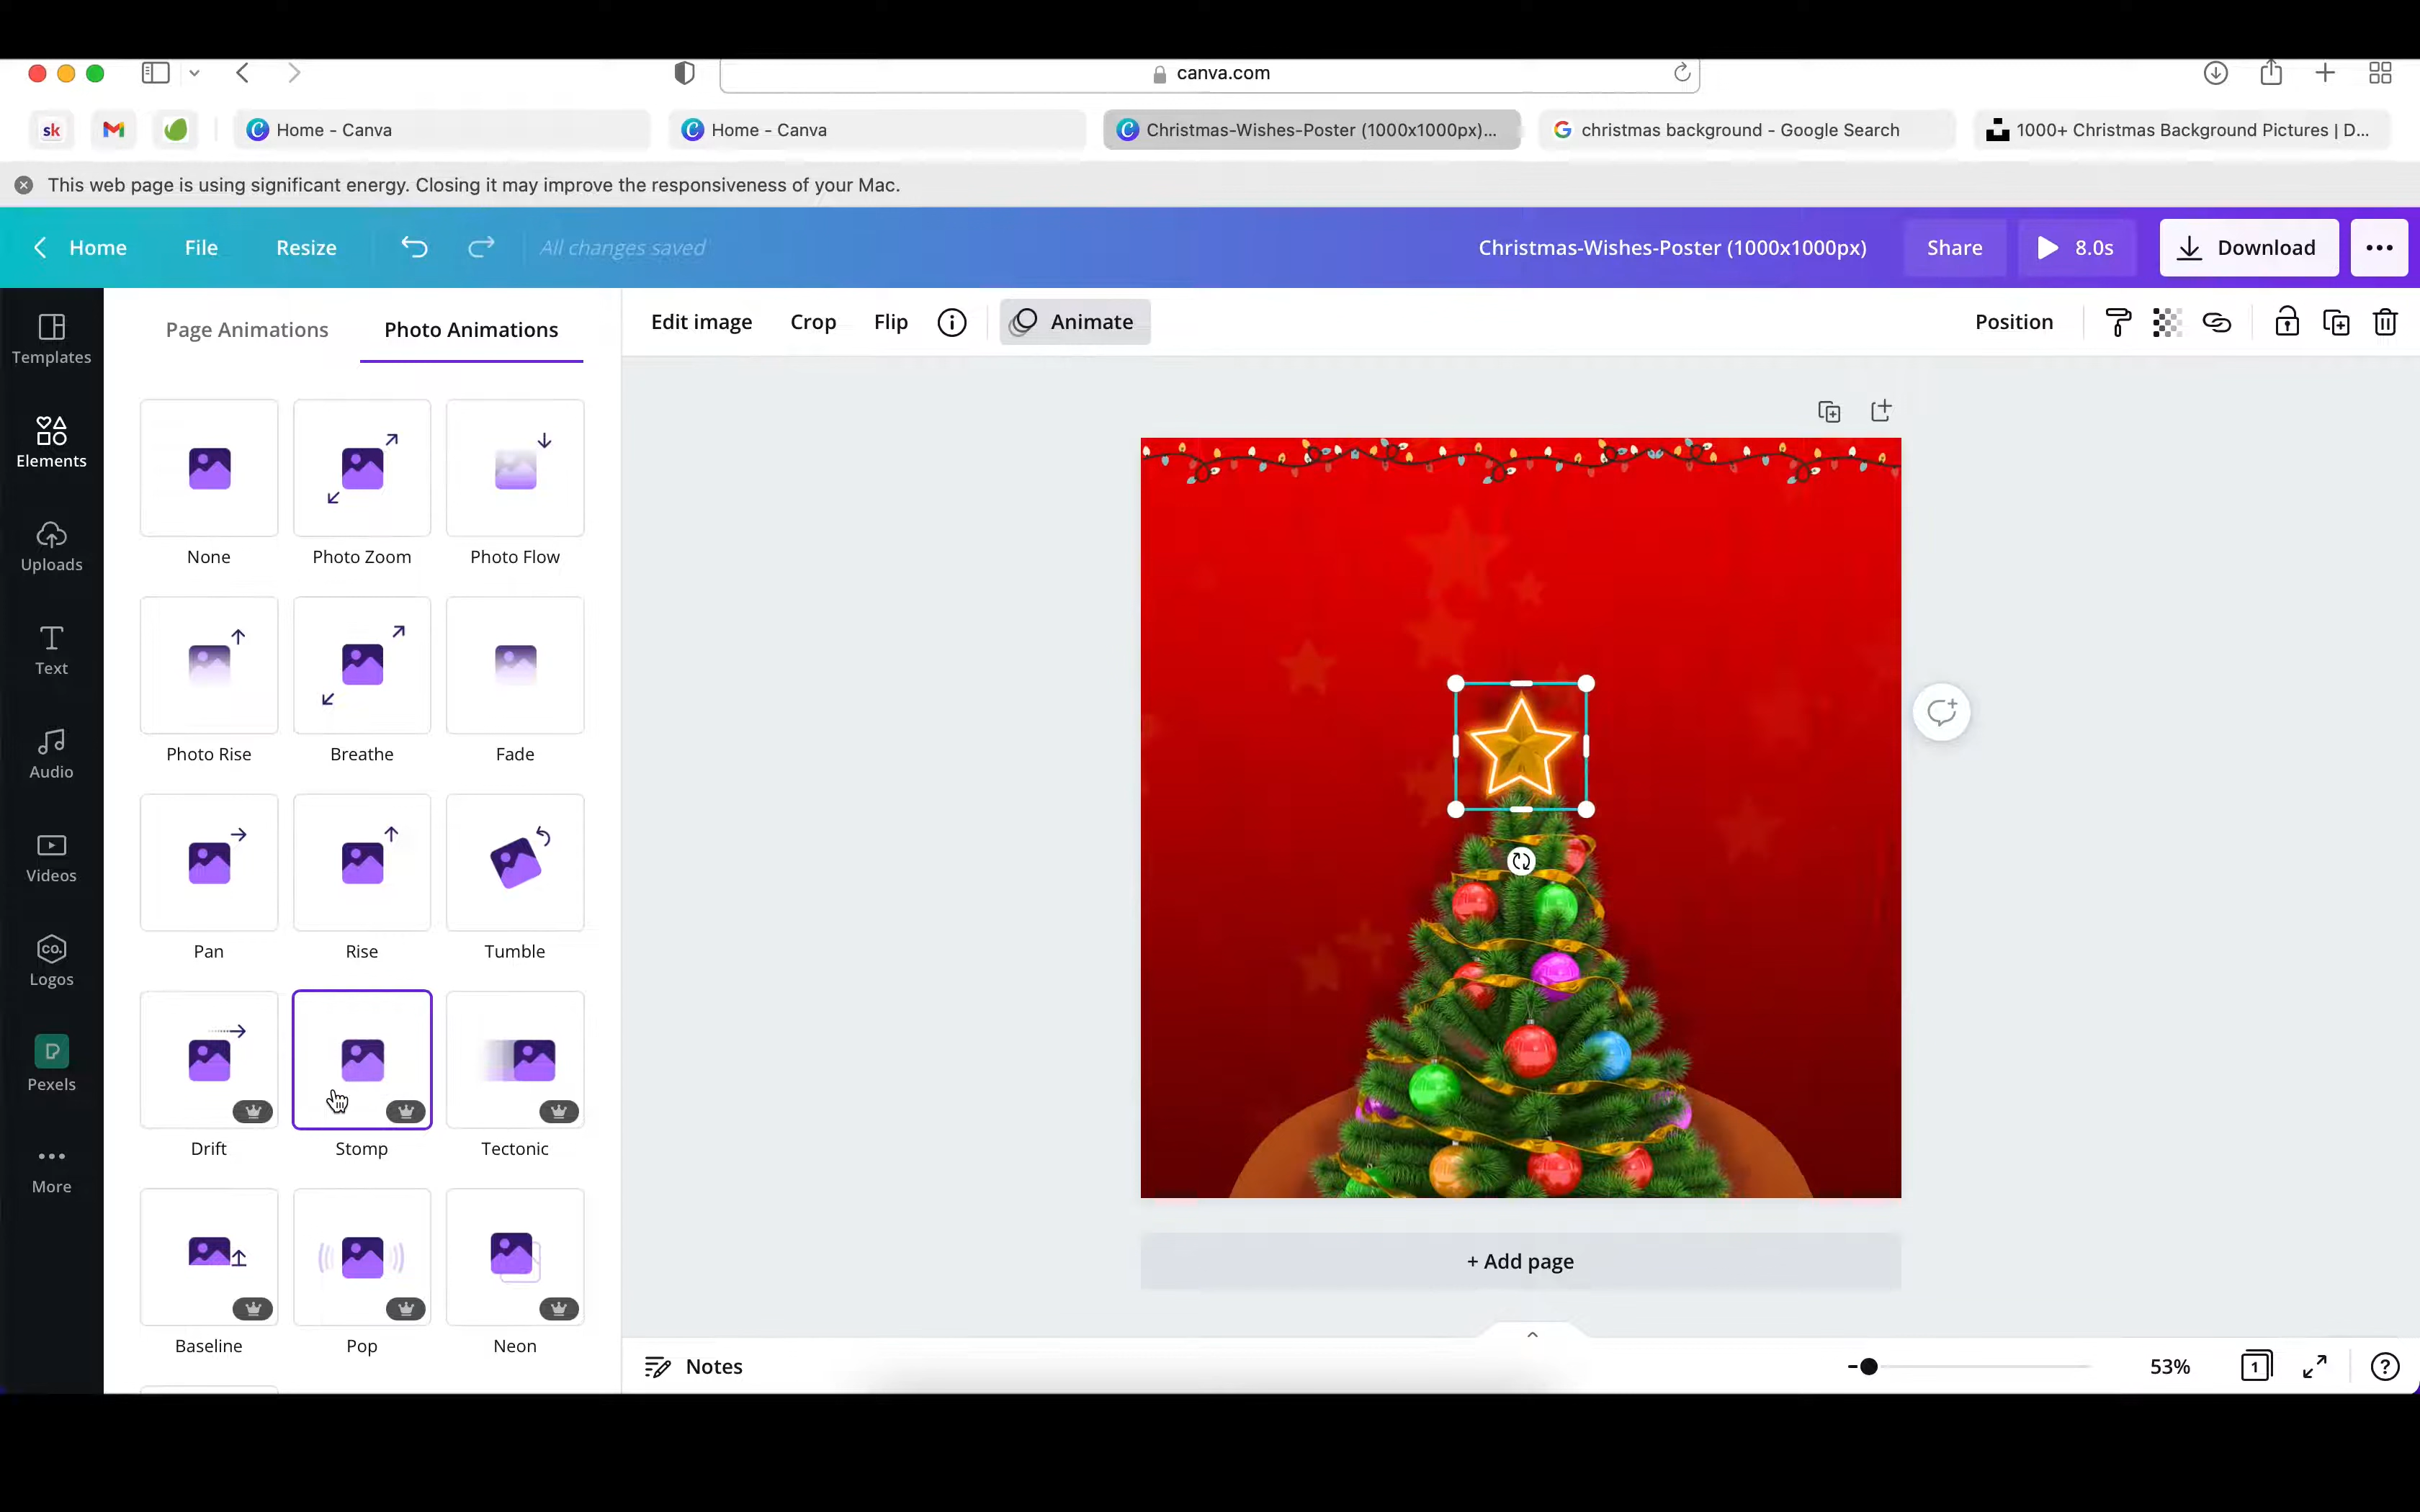 canva.com
sk
Home - Canva
Home - Canva
Christmas-Wishes-Poster (1000x1000px)...
christmas background - Google Search
1000+ Christmas Background Pictures | D...
This web page is using significant energy. Closing it may improve the responsiveness of your Mac.
Home
File
Resize
All changes saved
Christmas-Wishes-Poster (1000x1000px)
Share
8.0s
Download
Templates
Elements
Uploads
Text
Audio
Videos
CO.
Logos
Pexels
More
Page Animations
Photo Animations
None
Photo Zoom
Photo Flow
Photo Rise
Breathe
Fade
Pan
Rise
Tumble
Drift
Stomp
Tectonic
Baseline
Pop
Neon
Edit image
Crop
Flip
Animate
Position
+ Add page
Notes
53%
1